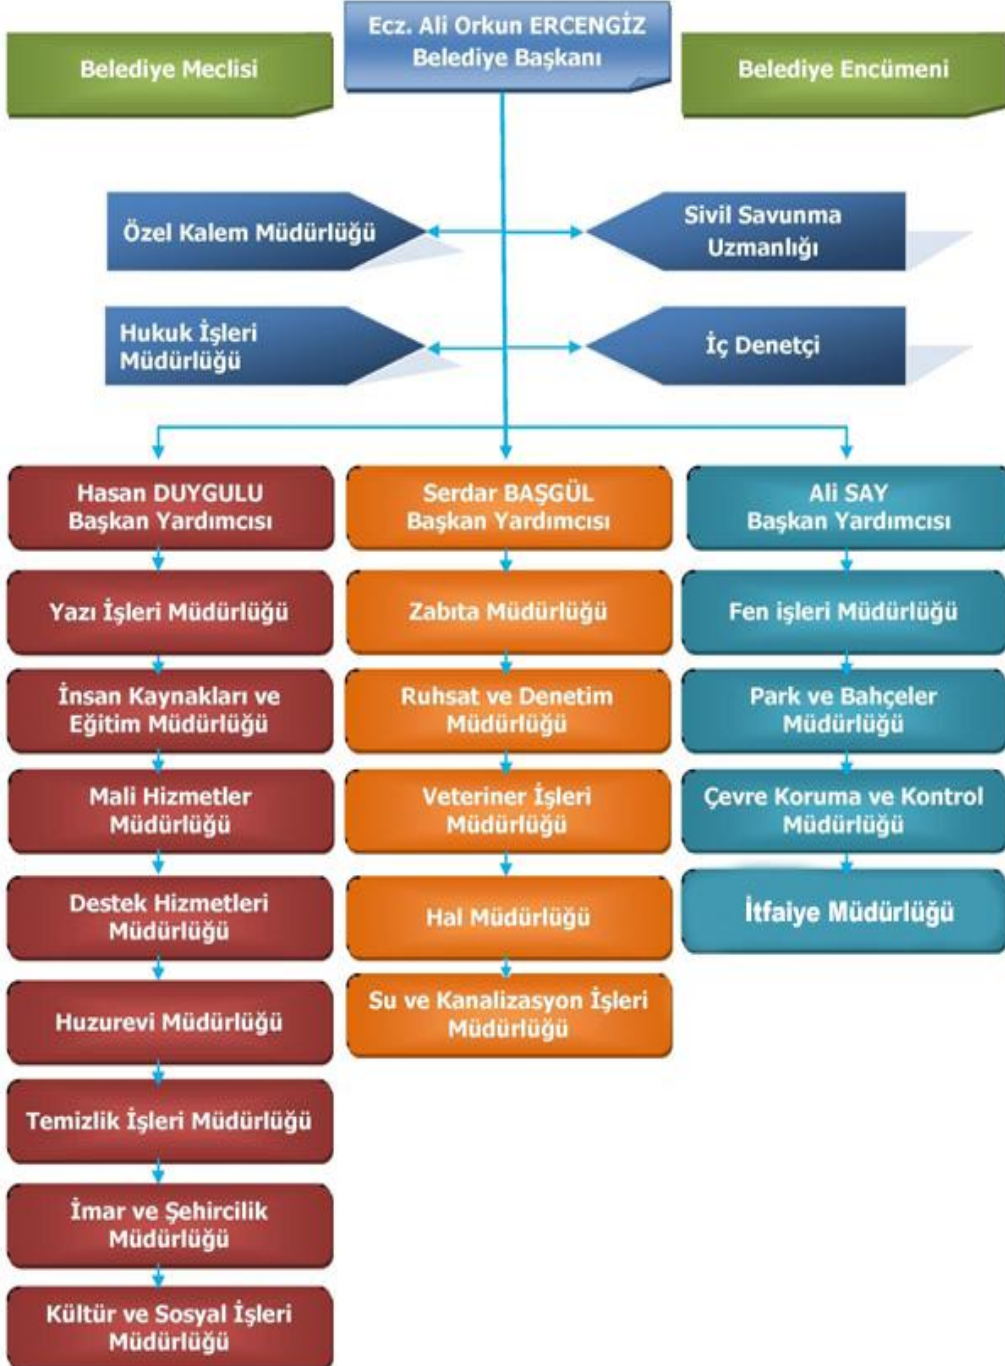 Ecz. Ali Orkun ERCENGİZ
Belediye Başkanı
Belediye Meclisi
Belediye Encümeni
Özel Kalem Müdürlüğü
Sivil Savunma
Uzmanlığı
Hukuk İşleri
Müdürlüğü
İç Denetçi
Hasan DUYGULU
Başkan Yardımcısı
Yazı İşleri Müdürlüğü
İnsan Kaynakları ve
Eğitim Müdürlüğü
Mali Hizmetler
Müdürlüğü
Destek Hizmetleri
Müdürlüğü
Huzurevi Müdürlüğü
Temizlik İşleri Müdürlüğü
İmar ve Şehircilik
Müdürlüğü
Kültür ve Sosyal İşleri
Müdürlüğü
Serdar BAŞGÜL
Başkan Yardımcısı
Zabıta Müdürlüğü
Ruhsat ve Denetim
Müdürlüğü
Veteriner İşleri
Müdürlüğü
Hal Müdürlüğü
Su ve Kanalizasyon İşleri
Müdürlüğü
Ali SAY
Başkan Yardımcısı
Fen işleri Müdürlüğü
Park ve Bahçeler
Müdürlüğü
Çevre Koruma ve Kontrol
Müdürlüğü
İtfaiye Müdürlüğü